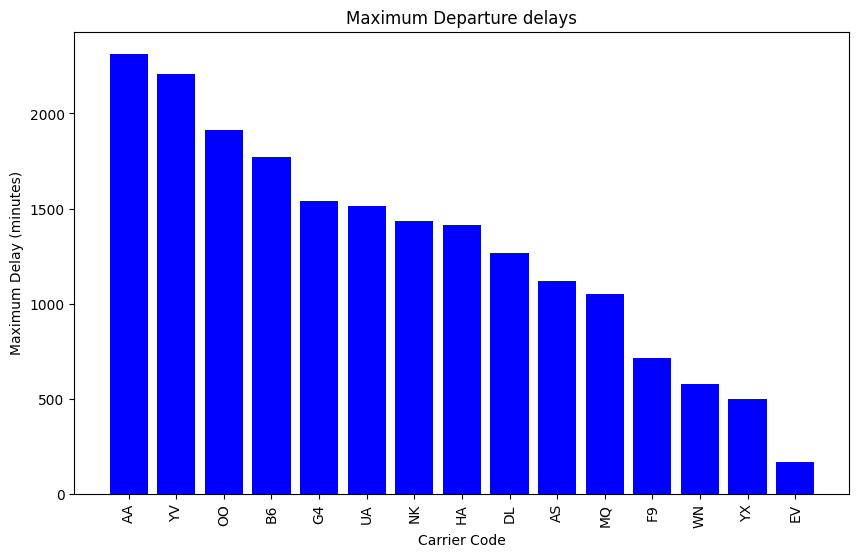 Maximum Departure delays
Maximum Delay (minutes)
2000
1500
1000
500
0
AA YV OO B6 G4 UA NK HA DL AS MQ F9 WN YX EV
Carrier Code